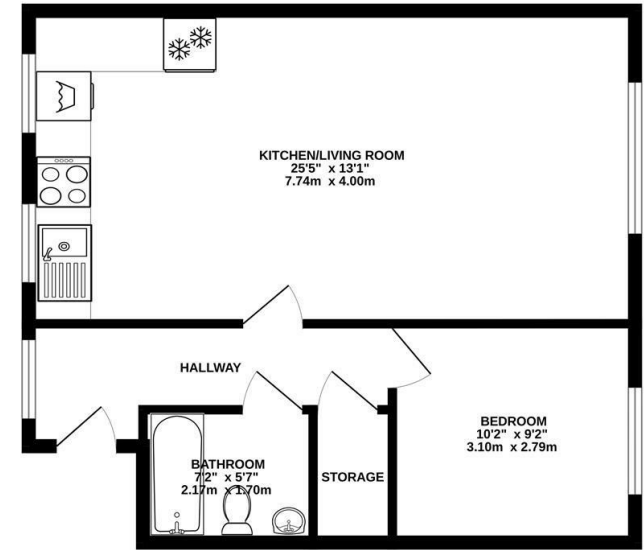 KITCHEN/LIVING ROOM
25'5" x 13'1"
7.74m x 4.00m
HALLWAY
BEDROOM
10'2" x 9'2"
3.10m x 2.79m
BATHROOM
7'2" x 5'7"
2.17m x 1.70m
STORAGE